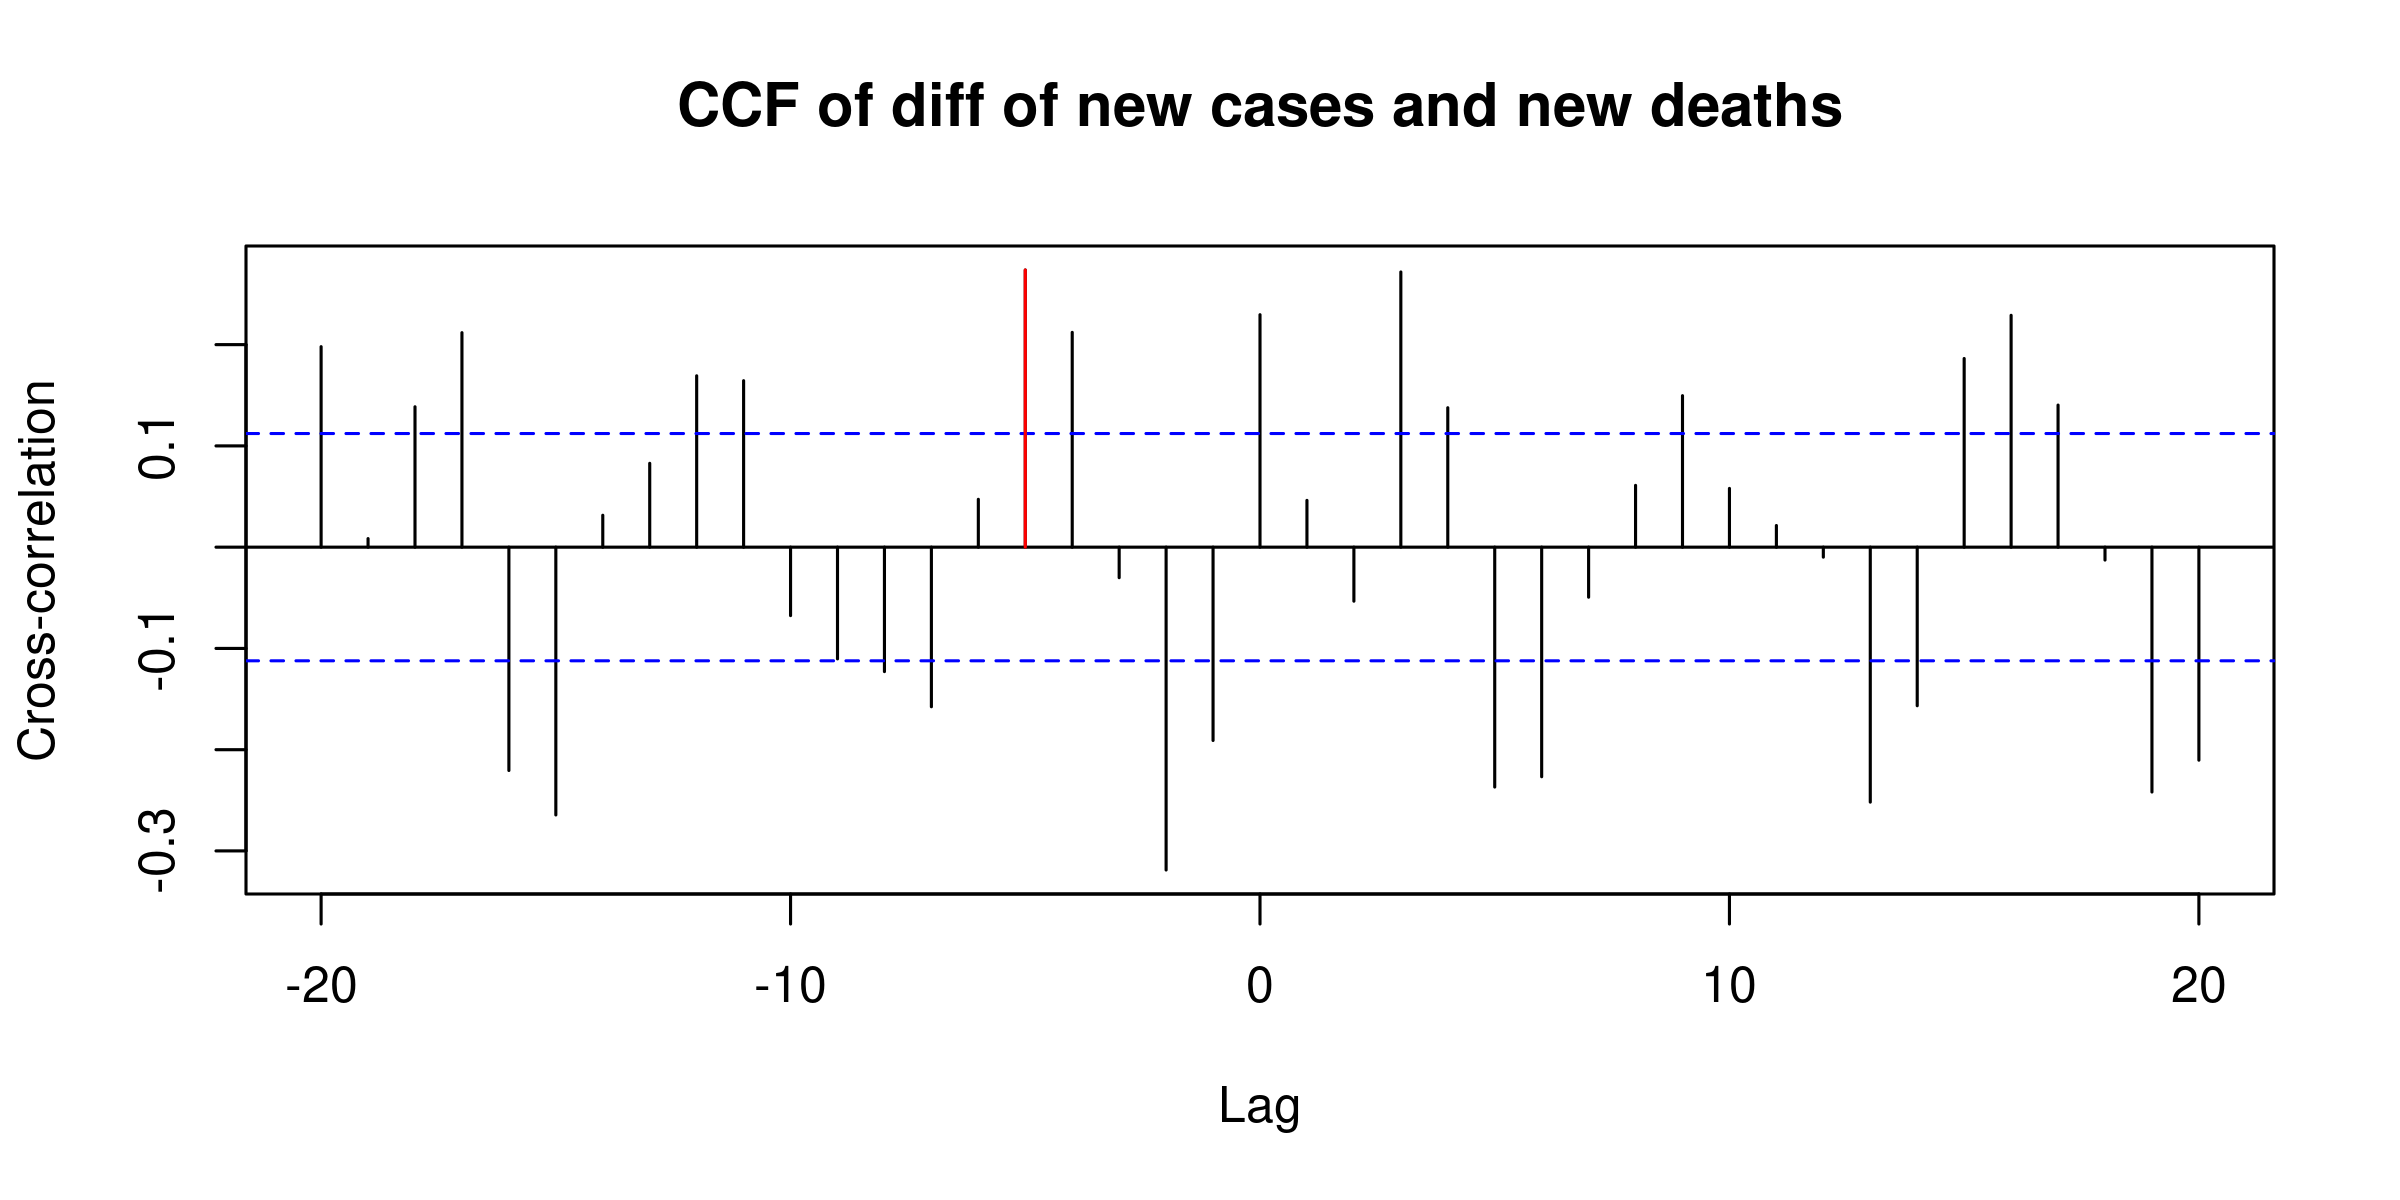 CCF of diff of new cases and new deaths
Cross-correlation
0.1
-0.1
-0.3
-20 -10 0 10 20
Lag